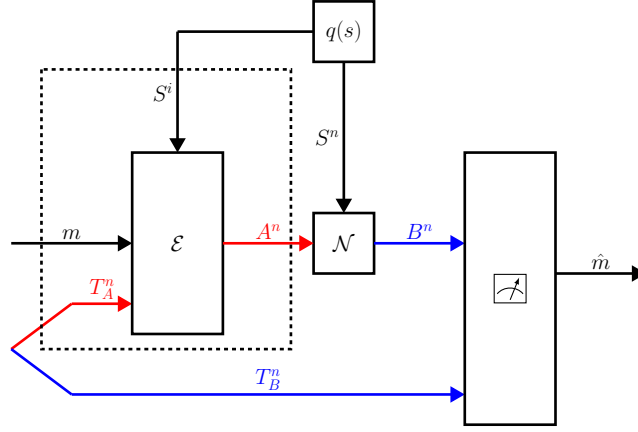 q(s)
S^i
S^n
m
ℰ
A^n
𝒩
B^n
m̂
T_A^n
T_B^n